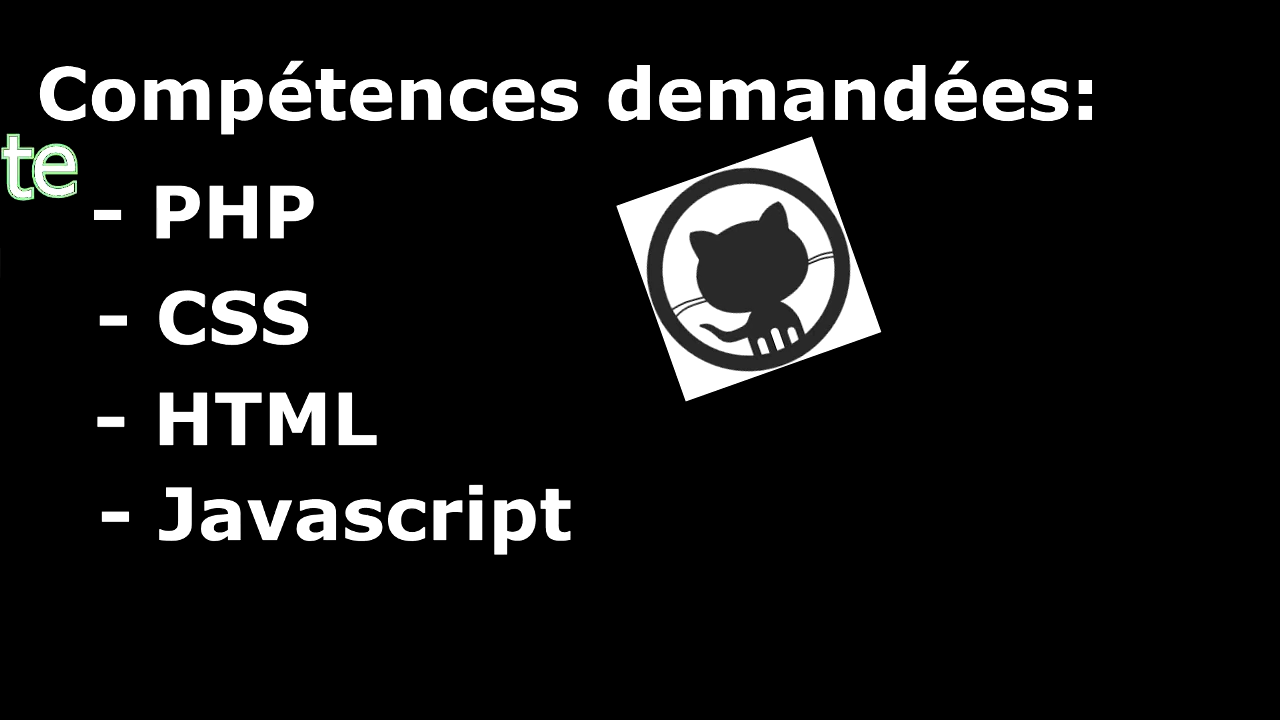 Compétences demandées:
te
- PHP
- CSS
- HTML
- Javascript